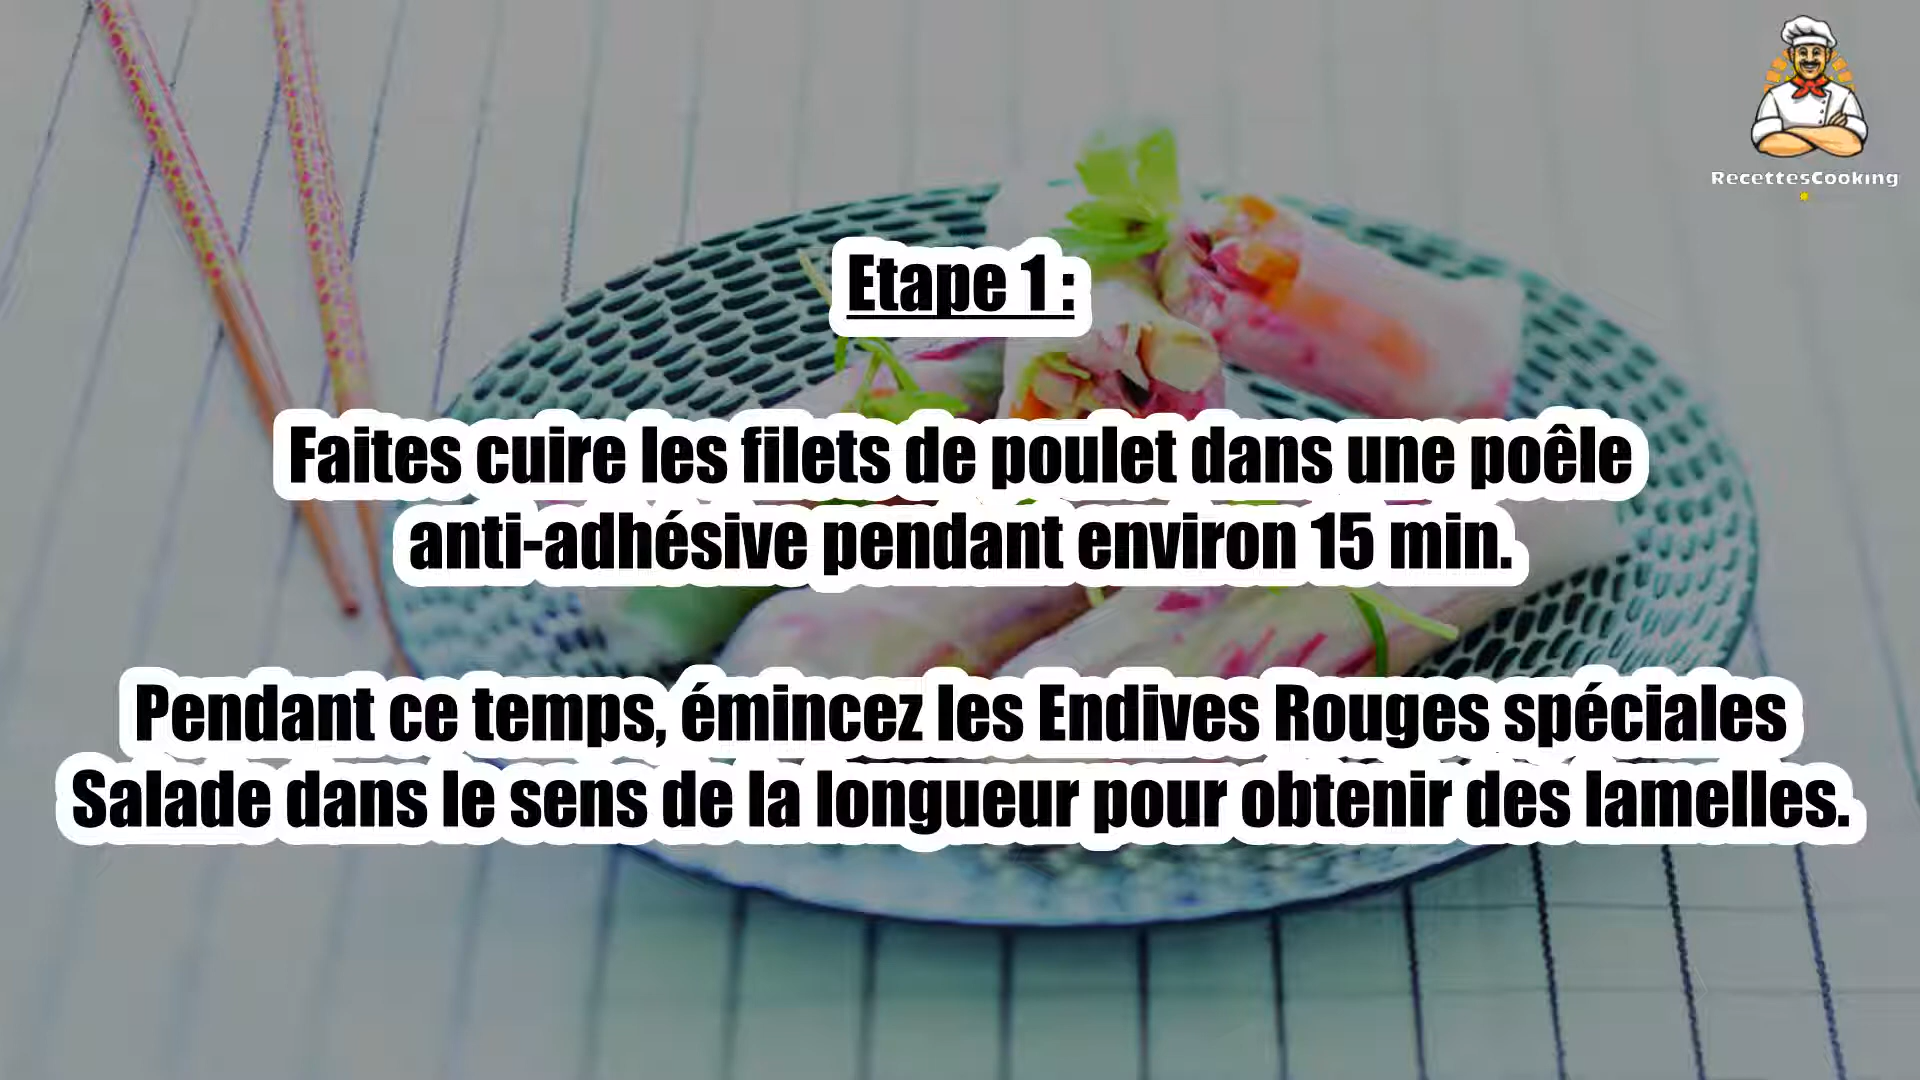 RecettesCooking
Etape 1 :
Faites cuire les filets de poulet dans une poêle
anti-adhésive pendant environ 15 min.
Pendant ce temps, émincez les Endives Rouges spéciales
Salade dans le sens de la longueur pour obtenir des lamelles.